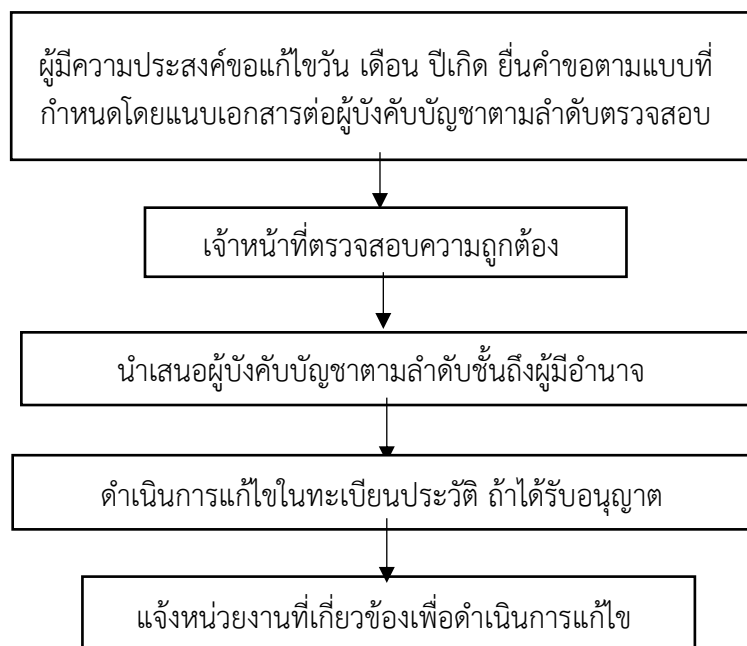 ผู้มีความประสงค์ขอแก้ไขวัน เดือน ปีเกิด ยื่นคำขอตามแบบที่
กำหนดโดยแนบเอกสารต่อผู้บังคับบัญชาตามลำดับตรวจสอบ
เจ้าหน้าที่ตรวจสอบความถูกต้อง
นำเสนอผู้บังคับบัญชาตามลำดับชั้นถึงผู้มีอำนาจ
ดำเนินการแก้ไขในทะเบียนประวัติ ถ้าได้รับอนุญาต
แจ้งหน่วยงานที่เกี่ยวข้องเพื่อดำเนินการแก้ไข